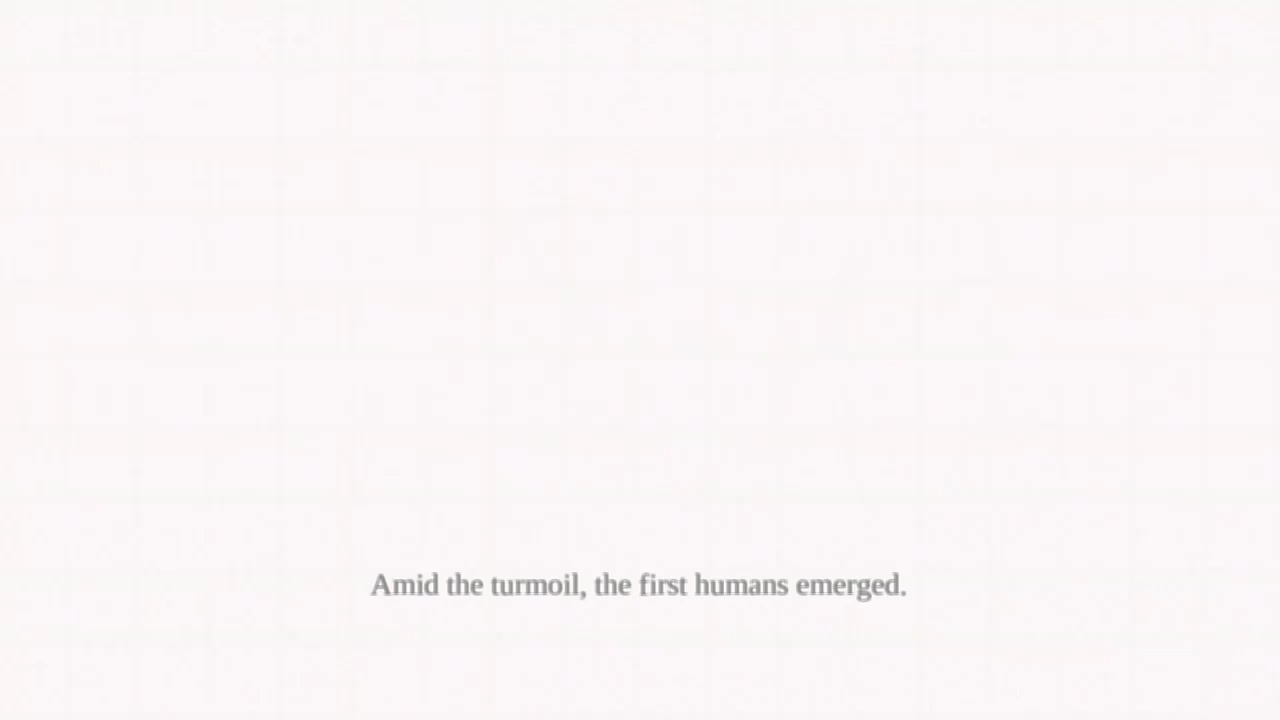 Amid the turmoil, the first humans emerged.